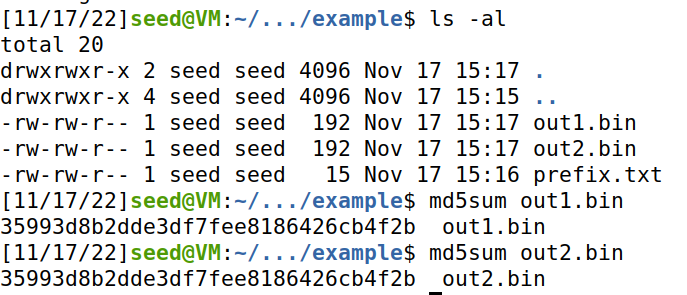 [11/17/22]seed@VM:~/.../example$ ls -al
total 20
drwxrwxr-x 2 seed seed 4096 Nov 17 15:17 .
drwxrwxr-x 4 seed seed 4096 Nov 17 15:15 ..
-rw-rw-r-- 1 seed seed  192 Nov 17 15:17 out1.bin
-rw-rw-r-- 1 seed seed  192 Nov 17 15:17 out2.bin
-rw-rw-r-- 1 seed seed   15 Nov 17 15:16 prefix.txt
[11/17/22]seed@VM:~/.../example$ md5sum out1.bin
35993d8b2dde3df7fee8186426cb4f2b  out1.bin
[11/17/22]seed@VM:~/.../example$ md5sum out2.bin
35993d8b2dde3df7fee8186426cb4f2b  out2.bin